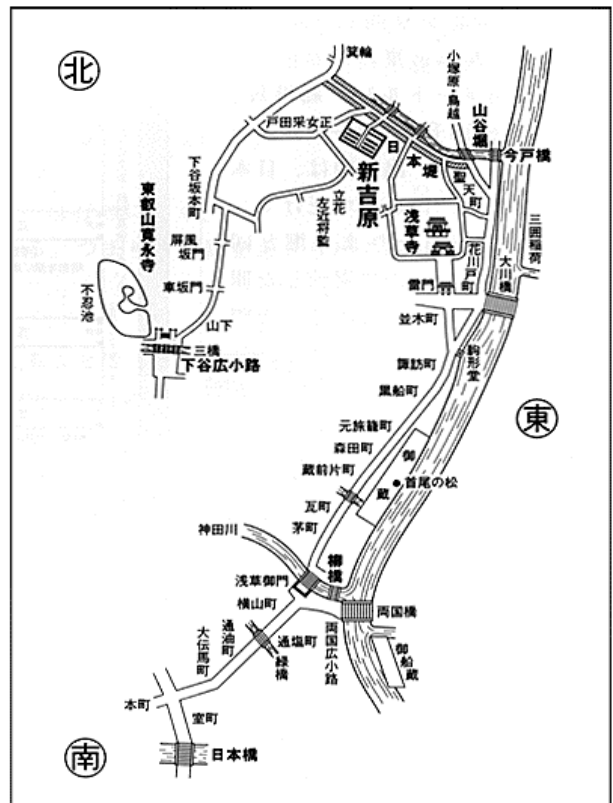 北
箕輪
小塚原・鳥越
山谷堀
今戸橋
戸田采女正
日本堤
新吉原
聖天町
下谷坂本町
立花左近将監
浅草寺
三囲稲荷
東叡山寛永寺
屏風坂門
花川戸町
大川橋
車坂門
雷門
不忍池
山下
並木町
三橋
下谷広小路
諏訪町
駒形堂
黒船町
東
元旅籠町
森田町
御蔵
蔵前片町
首尾の松
瓦町
茅町
神田川
柳橋
浅草御門
横山町
両国橋
通油町
通塩町
両国広小路
大伝馬町
緑橋
御船蔵
本町
室町
日本橋
南